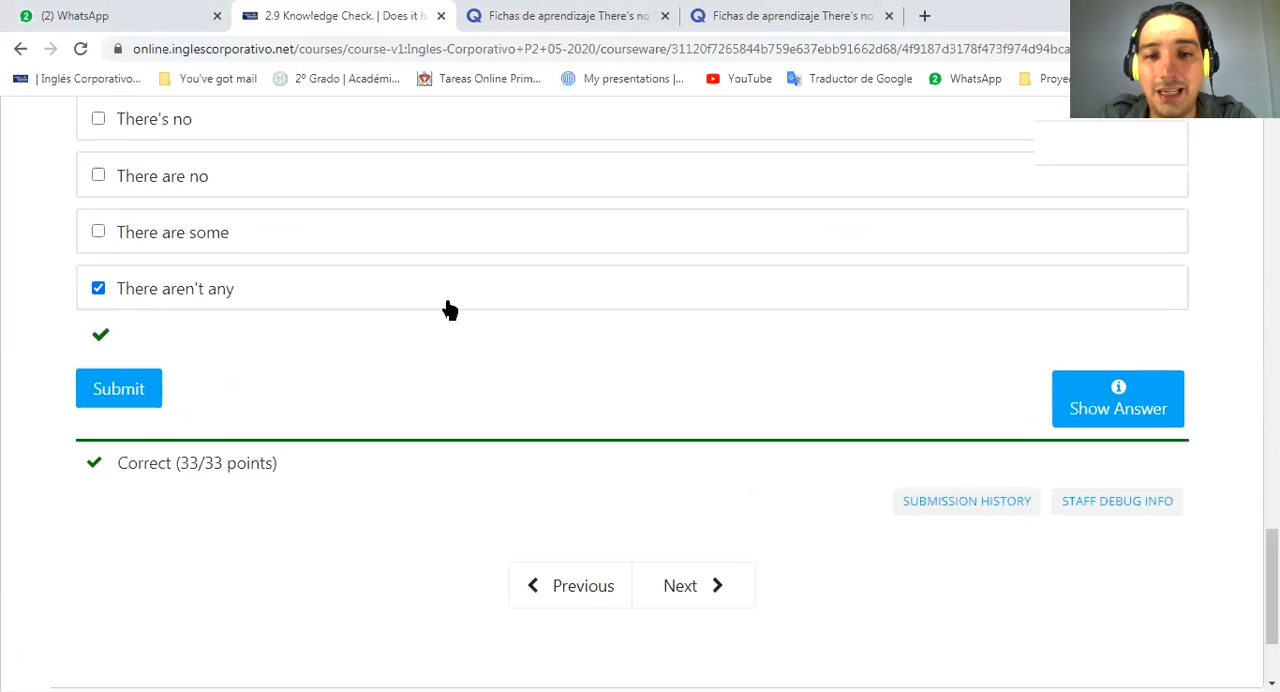 (2) WhatsApp
2.9 Knowledge Check. | Does it h
Fichas de aprendizaje There's no
Fichas de aprendizaje There's no
online.inglescorporativo.net/courses/course-v1:Ingles-Corporativo+P2+05-2020/courseware/31120f7265844b759e637ebb91662d68/4f9187d3178f473f974d94bca
| Inglés Corporativo...
You've got mail
2º Grado | Académi...
Tareas Online Prim...
My presentations |...
YouTube
Traductor de Google
WhatsApp
Proye
There's no
There are no
There are some
There aren't any
Submit
Show Answer
Correct (33/33 points)
SUBMISSION HISTORY
STAFF DEBUG INFO
Previous
Next